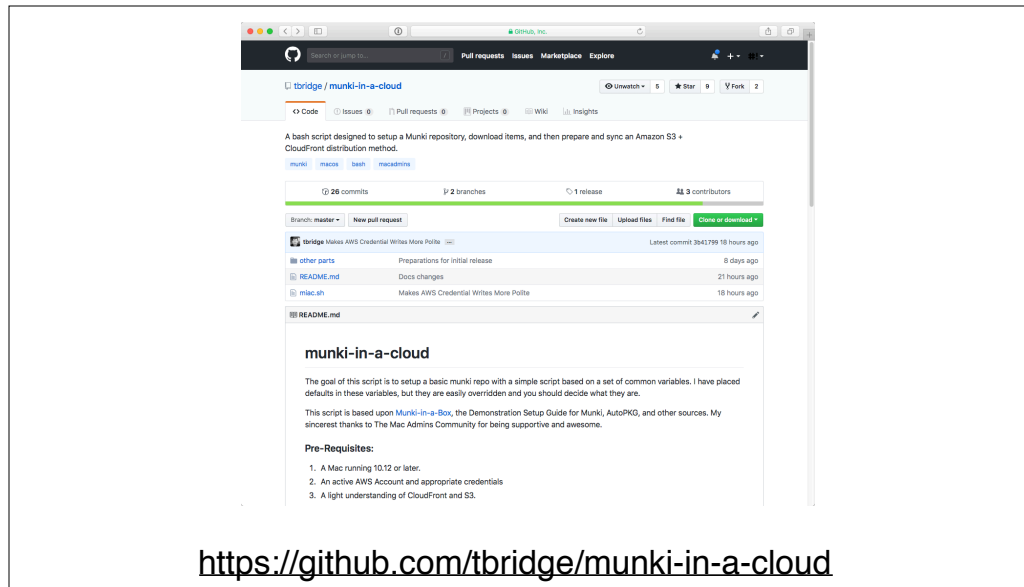 GitHub, Inc.
Search or jump to... / Pull requests Issues Marketplace Explore
tbridge / munki-in-a-cloud Unwatch 5 Star 9 Fork 2
Code Issues 0 Pull requests 0 Projects 0 Wiki Insights
A bash script designed to setup a Munki repository, download items, and then prepare and sync an Amazon S3 +
CloudFront distribution method.
munki macos bash macadmins
26 commits 2 branches 1 release 3 contributors
Branch: master New pull request Create new file Upload files Find file Clone or download
tbridge Makes AWS Credential Writes More Polite ... Latest commit 3b41799 18 hours ago
other parts Preparations for initial release 8 days ago
README.md Docs changes 21 hours ago
miac.sh Makes AWS Credential Writes More Polite 18 hours ago
README.md
munki-in-a-cloud
The goal of this script is to setup a basic munki repo with a simple script based on a set of common variables. I have placed
defaults in these variables, but they are easily overridden and you should decide what they are.
This script is based upon Munki-in-a-Box, the Demonstration Setup Guide for Munki, AutoPKG, and other sources. My
sincerest thanks to The Mac Admins Community for being supportive and awesome.
Pre-Requisites:
1. A Mac running 10.12 or later.
2. An active AWS Account and appropriate credentials
3. A light understanding of CloudFront and S3.
https://github.com/tbridge/munki-in-a-cloud